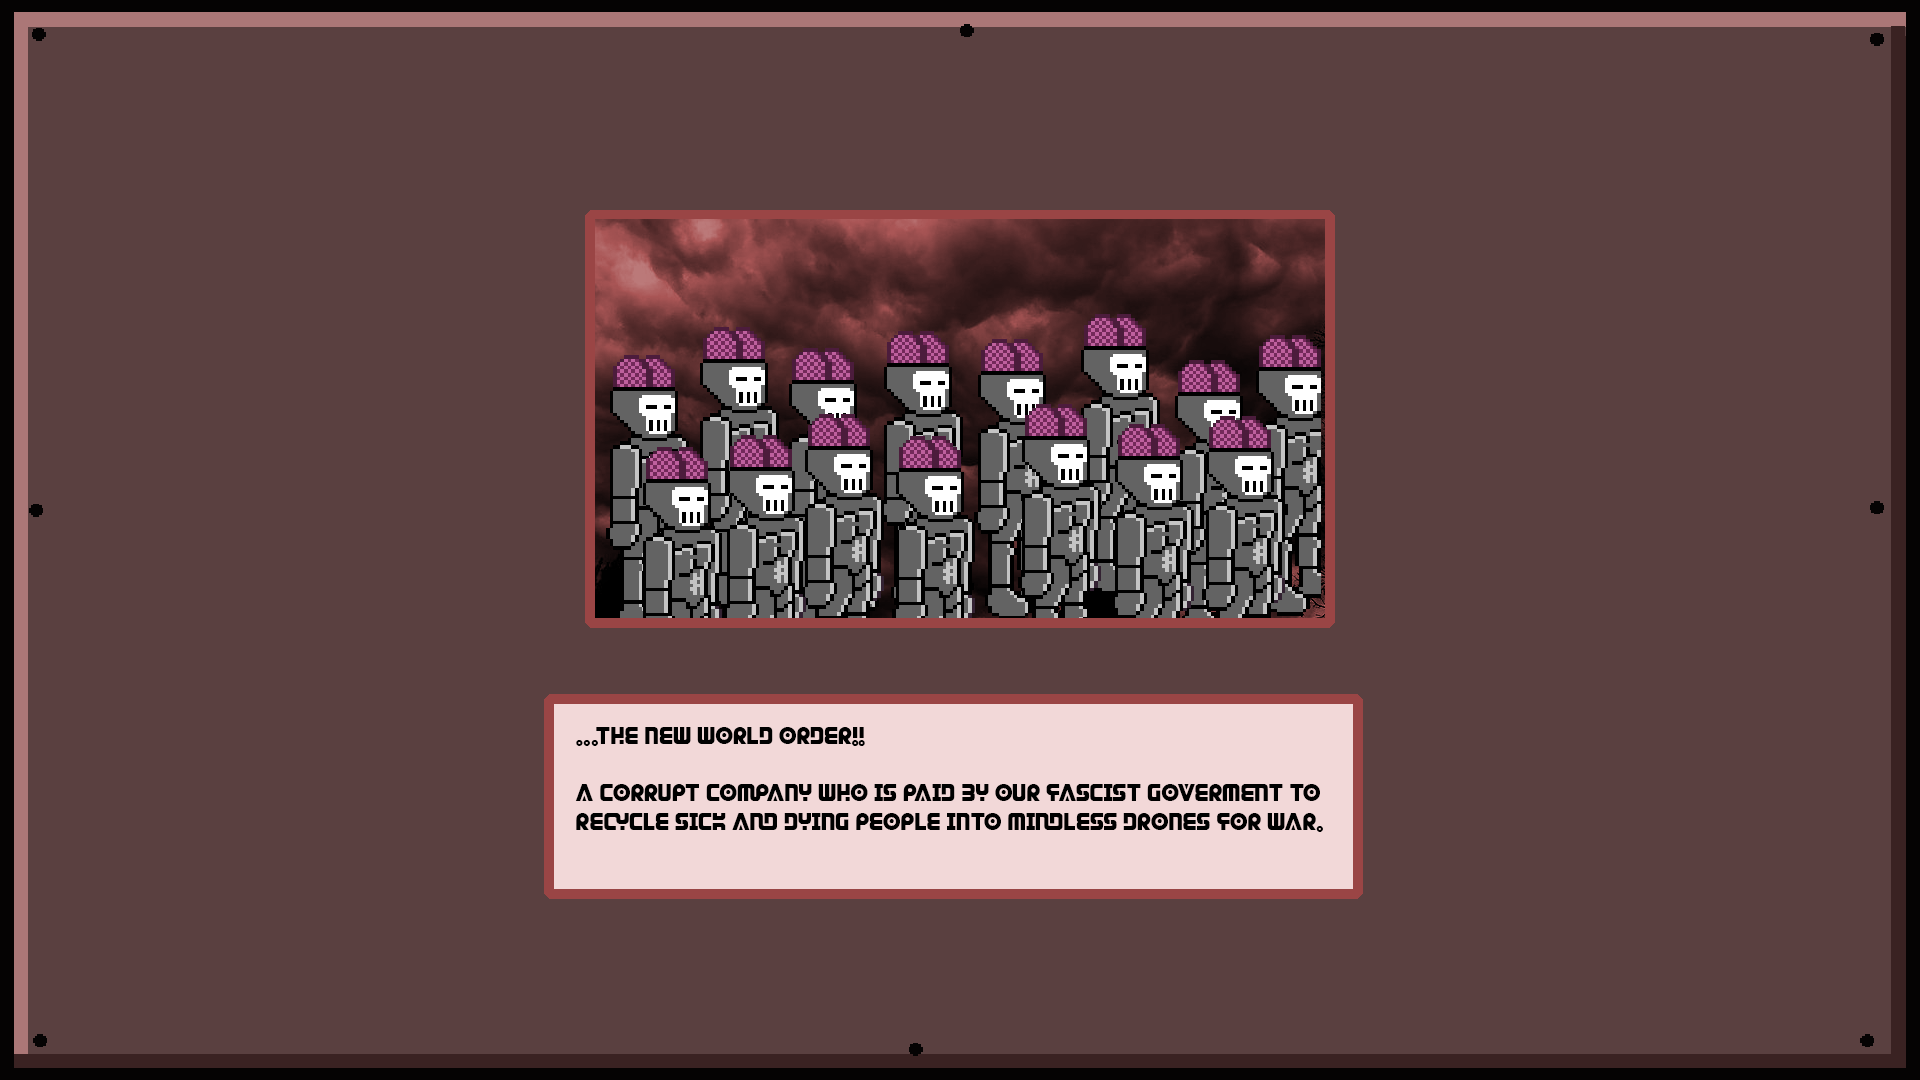 ...THE NEW WORLD ORDER!!
A CORRUPT COMPANY WHO IS PAID BY OUR FASCIST GOVERMENT TO
RECYCLE SICK AND DYING PEOPLE INTO MINDLESS DRONES FOR WAR.